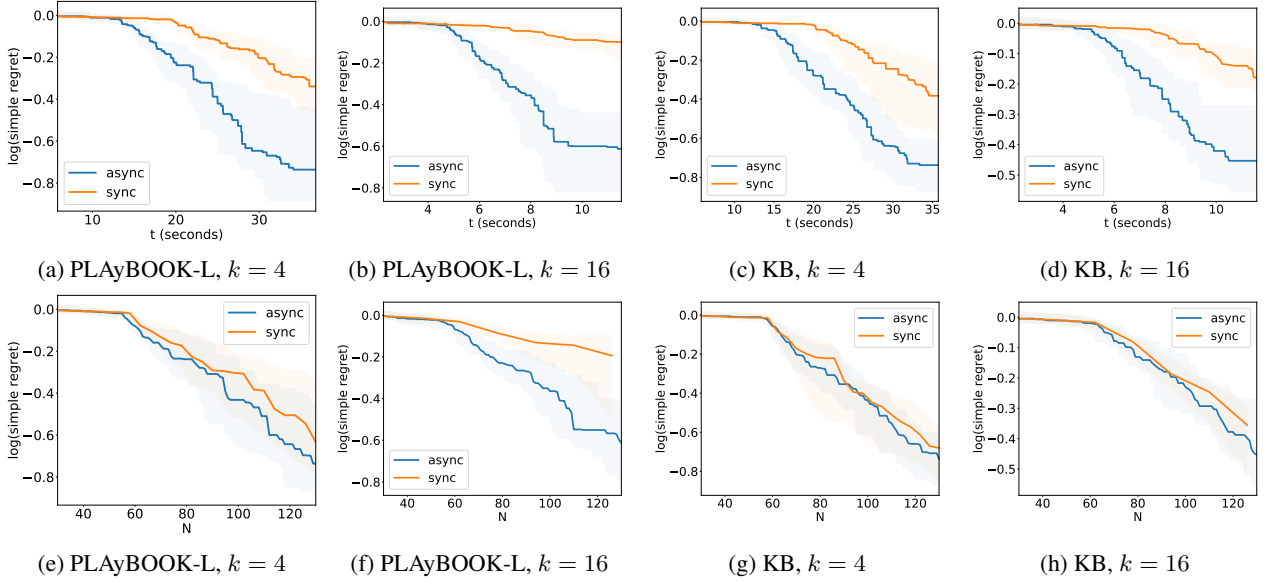 0.0
−0.2
−0.4
−0.6
−0.8
log(simple regret)
async
sync
10 20 30
t (seconds)
(a) PLAyBOOK-L, k = 4
0.0
−0.2
−0.4
−0.6
−0.8
log(simple regret)
async
sync
4 6 8 10
t (seconds)
(b) PLAyBOOK-L, k = 16
0.0
−0.2
−0.4
−0.6
−0.8
log(simple regret)
async
sync
10 15 20 25 30 35
t (seconds)
(c) KB, k = 4
0.0
−0.1
−0.2
−0.3
−0.4
−0.5
log(simple regret)
async
sync
4 6 8 10
t (seconds)
(d) KB, k = 16
0.0
−0.2
−0.4
−0.6
−0.8
log(simple regret)
async
sync
40 60 80 100 120
N
(e) PLAyBOOK-L, k = 4
0.0
−0.2
−0.4
−0.6
−0.8
log(simple regret)
async
sync
40 60 80 100 120
N
(f) PLAyBOOK-L, k = 16
0.0
−0.2
−0.4
−0.6
−0.8
log(simple regret)
async
sync
40 60 80 100 120
N
(g) KB, k = 4
0.0
−0.1
−0.2
−0.3
−0.4
−0.5
log(simple regret)
async
sync
40 60 80 100 120
N
(h) KB, k = 16